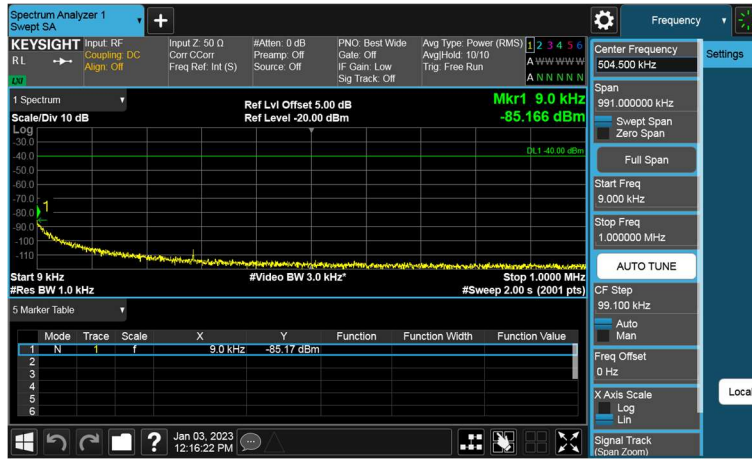 Spectrum Analyzer 1
Swept SA
Frequency
KEYSIGHT
RL
LXI
Input: RF
Coupling: DC
Align: Off
Input Z: 50 Ω
Corr CCorr
Freq Ref: Int (S)
#Atten: 0 dB
Preamp: Off
Source: Off
PNO: Best Wide
Gate: Off
IF Gain: Low
Sig Track: Off
Avg Type: Power (RMS)
Avg|Hold: 10/10
Trig: Free Run
1 2 3 4 5 6
A W W W W W
A N N N N N
1 Spectrum
Scale/Div 10 dB
Ref Lvl Offset 5.00 dB
Ref Level -20.00 dBm
Mkr1 9.0 kHz
-85.166 dBm
Log
-30.0
-40.0
-50.0
-60.0
-70.0
-80.0
-90.0
-100
-110
DL1 -40.00 dBm
1
Start 9 kHz
#Res BW 1.0 kHz
#Video BW 3.0 kHz*
Stop 1.0000 MHz
#Sweep 2.00 s (2001 pts)
5 Marker Table
Mode Trace Scale X Y Function Function Width Function Value
1 N 1 f 9.0 kHz -85.17 dBm
2
3
4
5
6
Jan 03, 2023
12:16:22 PM
Center Frequency
504.500 kHz
Settings
Span
991.000000 kHz
Swept Span
Zero Span
Full Span
Start Freq
9.000 kHz
Stop Freq
1.000000 MHz
AUTO TUNE
CF Step
99.100 kHz
Auto
Man
Freq Offset
0 Hz
X Axis Scale
Log
Lin
Local
Signal Track
(Span Zoom)